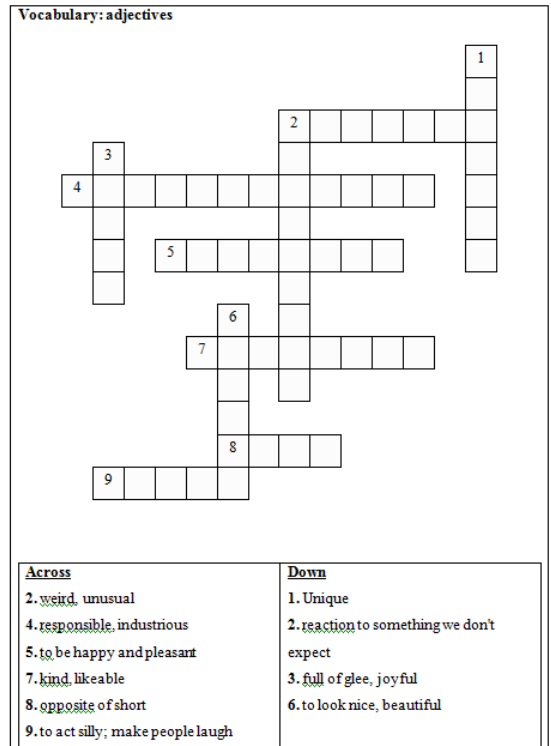 Vocabulary: adjectives
1
2
3
4
5
6
7
8
9
Across
2. weird, unusual
4. responsible, industrious
5. to be happy and pleasant
7. kind, likeable
8. opposite of short
9. to act silly; make people laugh
Down
1. Unique
2. reaction to something we don't
expect
3. full of glee, joyful
6. to look nice, beautiful